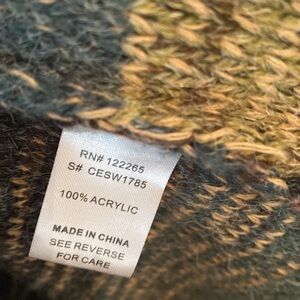 RN# 122265
S# CESW1785
100% ACRYLIC
MADE IN CHINA
SEE REVERSE
FOR CARE